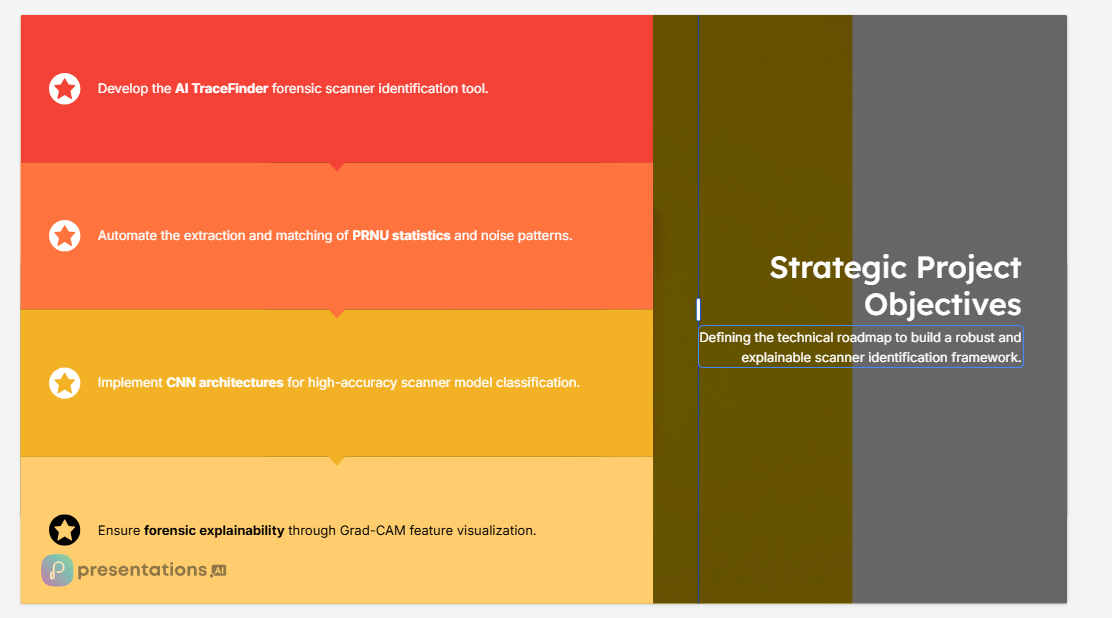 Develop the AI TraceFinder forensic scanner identification tool.
Automate the extraction and matching of PRNU statistics and noise patterns.
Implement CNN architectures for high-accuracy scanner model classification.
Ensure forensic explainability through Grad-CAM feature visualization.
presentations.AI
Strategic Project
Objectives
Defining the technical roadmap to build a robust and
explainable scanner identification framework.